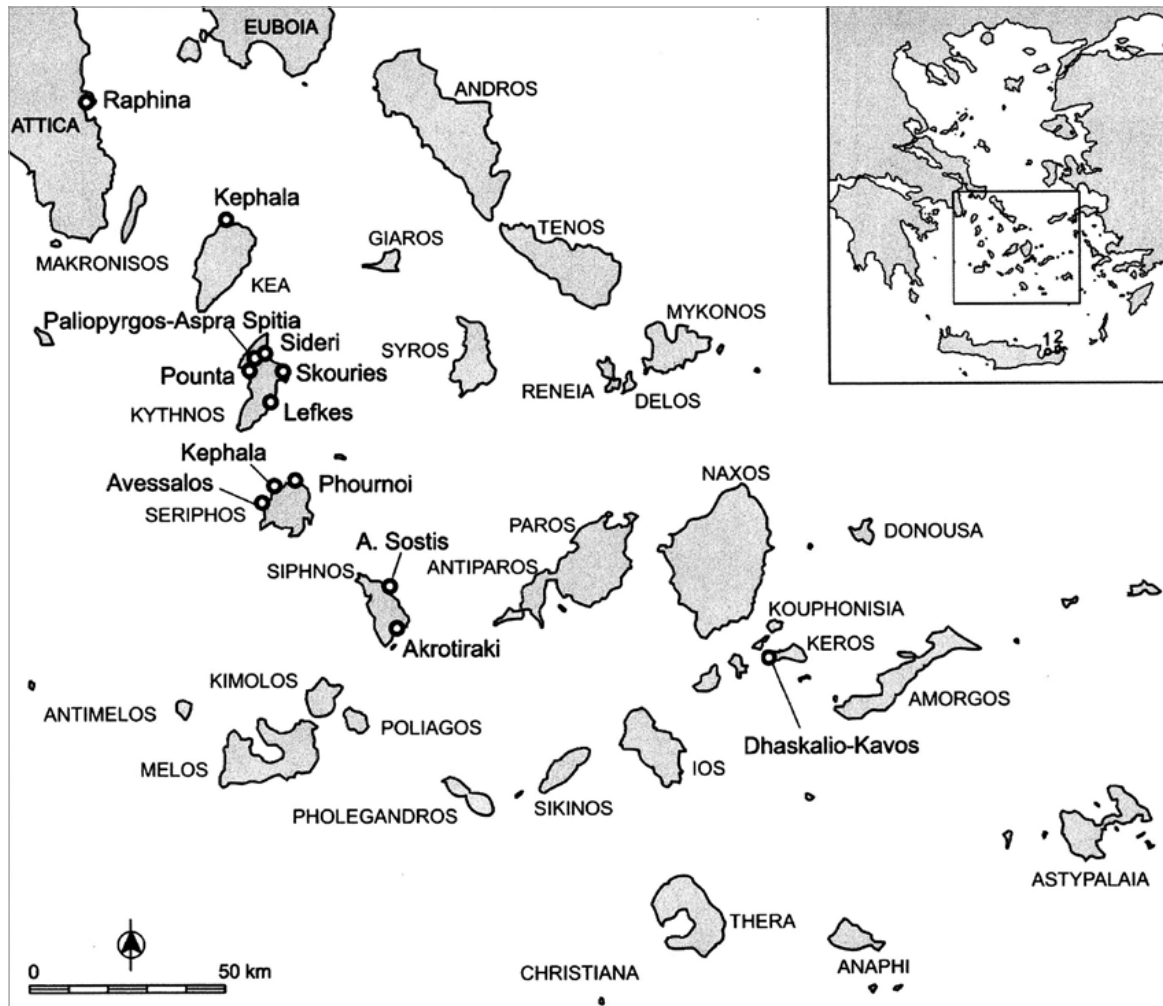 EUBOIA
ANDROS
Raphina
ATTICA
Kephala
TENOS
GIAROS
MAKRONISOS
KEA
MYKONOS
Paliopyrgos-Aspra Spitia
Sideri
SYROS
Pounta
Skouries
RENEIA
DELOS
KYTHNOS
Lefkes
Kephala
NAXOS
Avessalos
Phournoi
SERIPHOS
PAROS
DONOUSA
A. Sostis
SIPHNOS
ANTIPAROS
KOUPHONISIA
KEROS
Akrotiraki
KIMOLOS
AMORGOS
ANTIMELOS
POLIAGOS
Dhaskalio-Kavos
MELOS
IOS
PHOLEGANDROS
SIKINOS
ASTYPALAIA
THERA
ANAPHI
CHRISTIANA
0 50 km
12